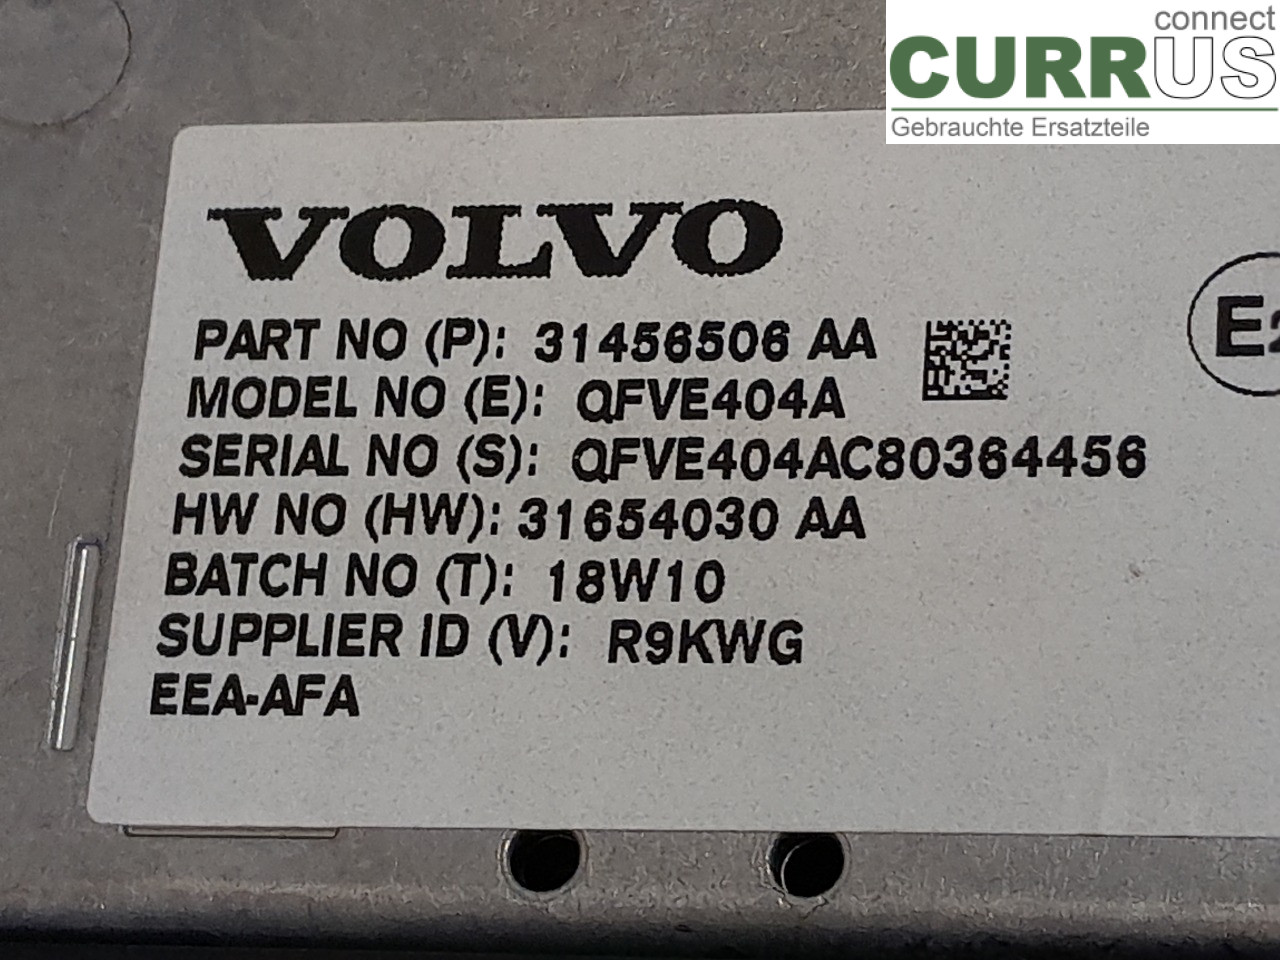 connect
CURRUS
Gebrauchte Ersatzteile
VOLVO
PART NO (P): 31456506 AA
MODEL NO (E): QFVE404A
SERIAL NO (S): QFVE404AC80364456
HW NO (HW): 31654030 AA
BATCH NO (T): 18W10
SUPPLIER ID (V): R9KWG
EEA-AFA
E